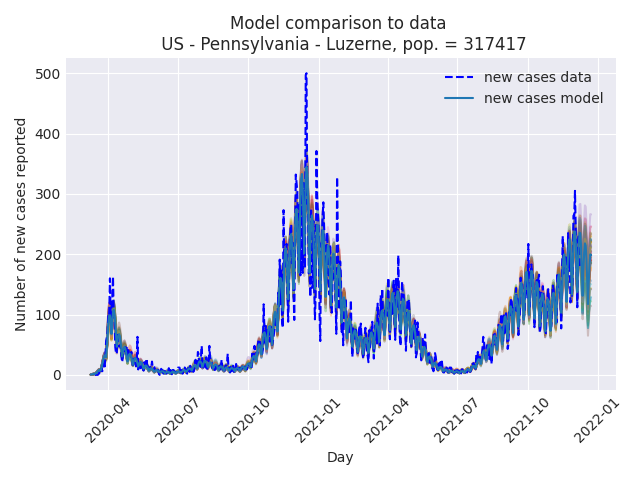 Model comparison to data
US - Pennsylvania - Luzerne, pop. = 317417
new cases data
new cases model
Number of new cases reported
500
400
300
200
100
0
2020-04
2020-07
2020-10
2021-01
2021-04
2021-07
2021-10
2022-01
Day